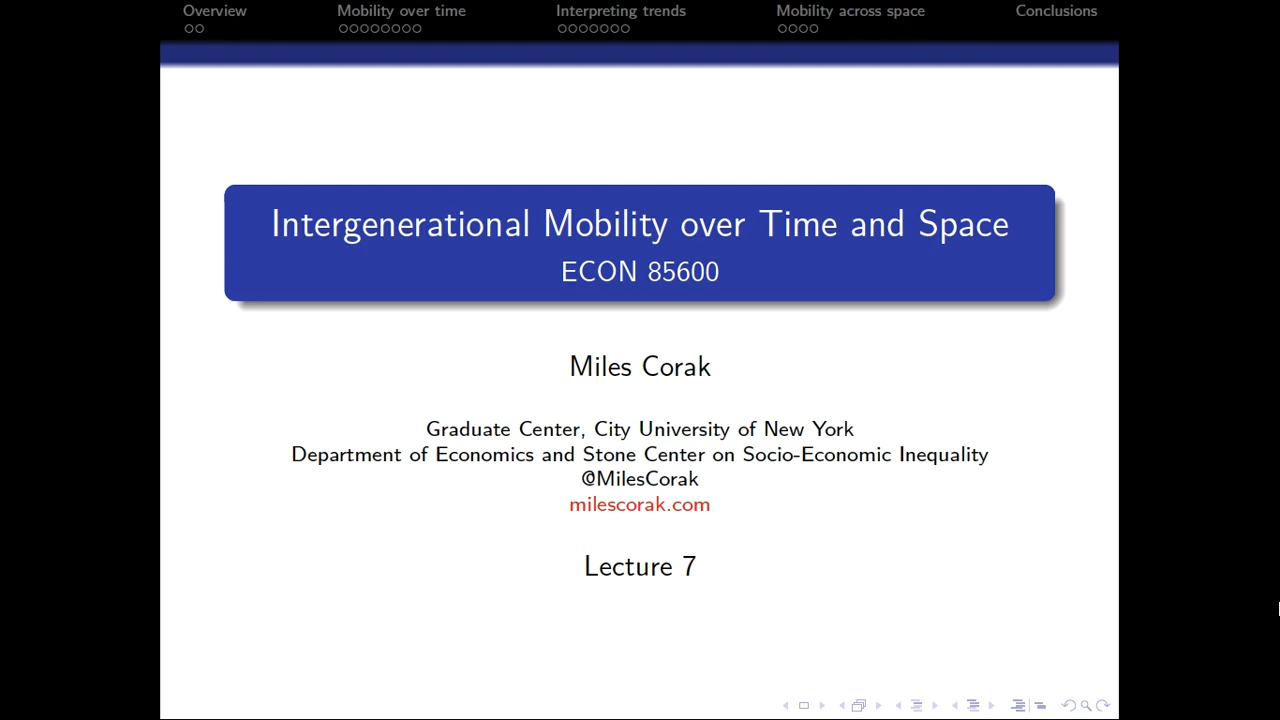 Overview
Mobility over time
Interpreting trends
Mobility across space
Conclusions
Intergenerational Mobility over Time and Space
ECON 85600
Miles Corak
Graduate Center, City University of New York
Department of Economics and Stone Center on Socio-Economic Inequality
@MilesCorak
milescorak.com
Lecture 7